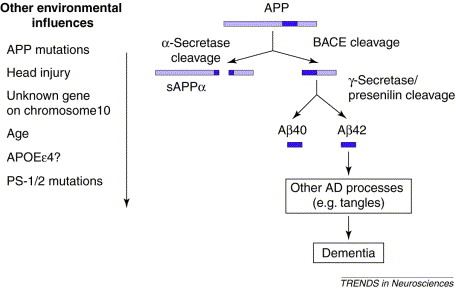 Other environmental
influences
APP mutations
Head injury
Unknown gene
on chromosome10
Age
APOEε4?
PS-1/2 mutations
APP
α-Secretase
cleavage
BACE cleavage
sAPPα
γ-Secretase/
presenilin cleavage
Aβ40
Aβ42
Other AD processes
(e.g. tangles)
Dementia
TRENDS in Neurosciences